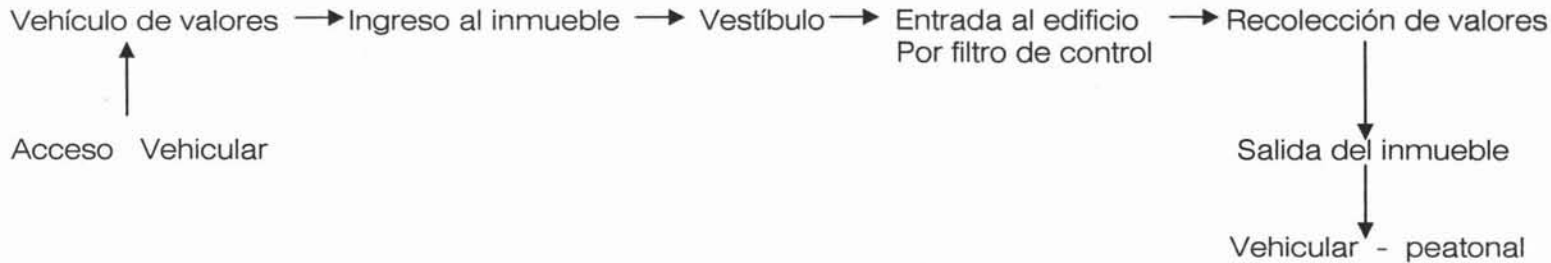 Vehículo de valores Ingreso al inmueble Vestíbulo Entrada al edificio Recolección de valores
Por filtro de control
Acceso Vehicular
Salida del inmueble
Vehicular - peatonal